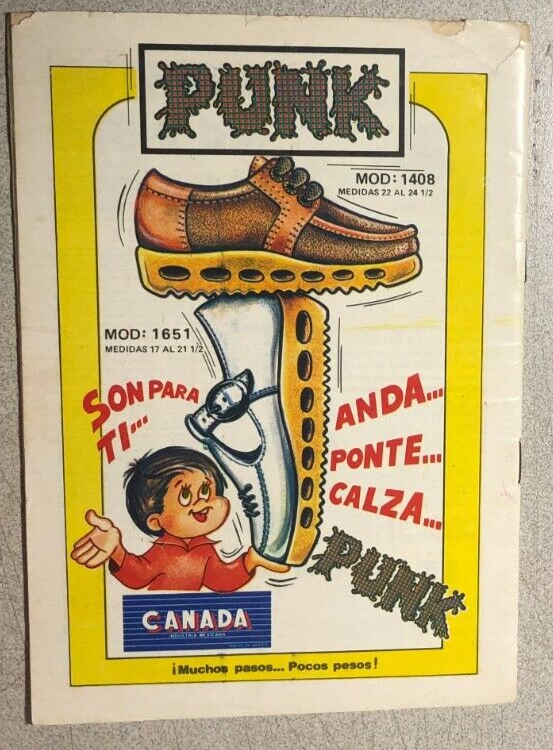 PUNK
MOD: 1408
MEDIDAS 22 AL 24 1/2
MOD: 1651
MEDIDAS 17 AL 21 1/2
SON PARA
TI...
ANDA...
PONTE...
CALZA...
PUNK*
CANADA
INDUSTRIA MEXICANA
¡Muchos pasos... Pocos pesos!